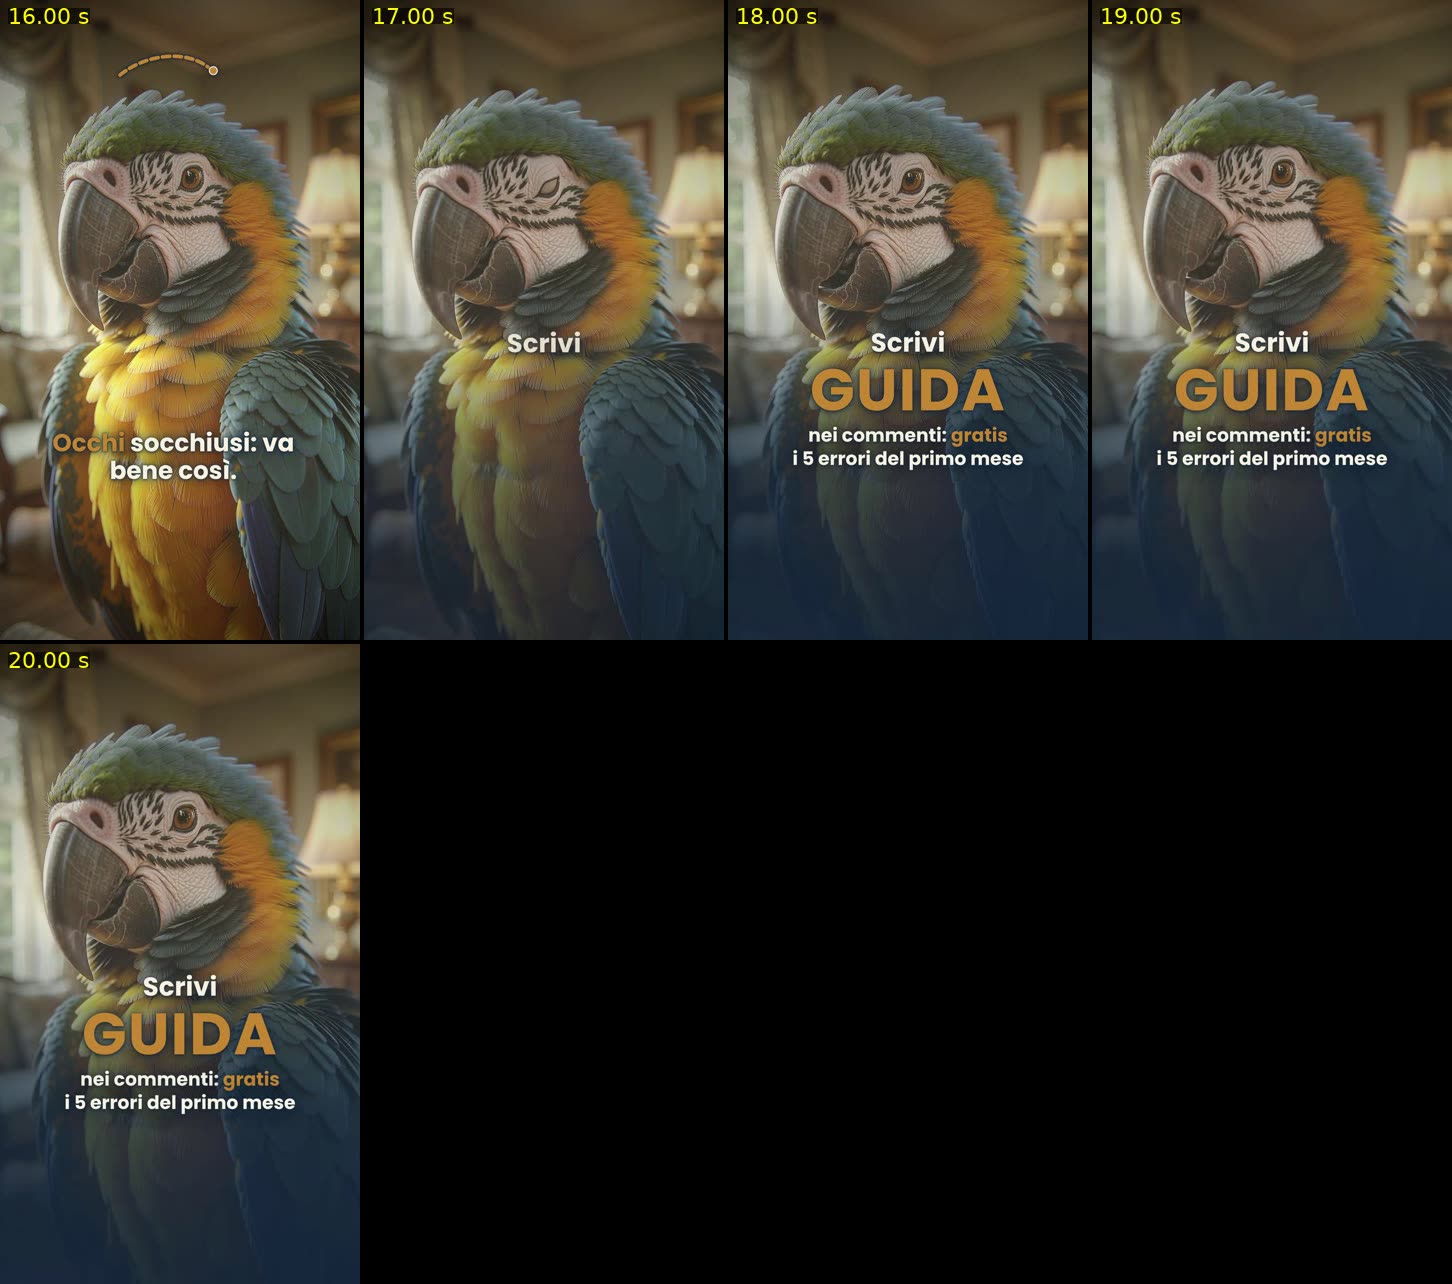 16.00 s
Occhi socchiusi: va
bene così.
17.00 s
Scrivi
18.00 s
Scrivi
GUIDA
nei commenti: gratis
i 5 errori del primo mese
19.00 s
Scrivi
GUIDA
nei commenti: gratis
i 5 errori del primo mese
20.00 s
Scrivi
GUIDA
nei commenti: gratis
i 5 errori del primo mese